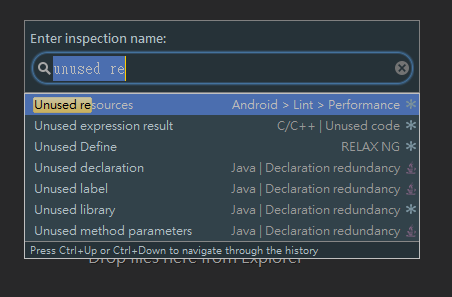 Enter inspection name:
unused re
Unused resources Android > Lint > Performance
Unused expression result C/C++ | Unused code
Unused Define RELAX NG
Unused declaration Java | Declaration redundancy
Unused label Java | Declaration redundancy
Unused library Java | Declaration redundancy
Unused method parameters Java | Declaration redundancy
Press Ctrl+Up or Ctrl+Down to navigate through the history
Drop files here from Explorer